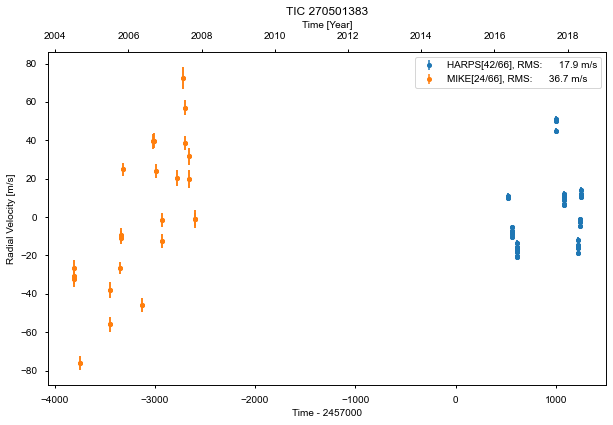 TIC 270501383
Time [Year]
2004 2006 2008 2010 2012 2014 2016 2018
HARPS[42/66], RMS: 17.9 m/s
MIKE[24/66], RMS: 36.7 m/s
80
60
40
20
0
−20
−40
−60
−80
Radial Velocity [m/s]
−4000 −3000 −2000 −1000 0 1000
Time - 2457000